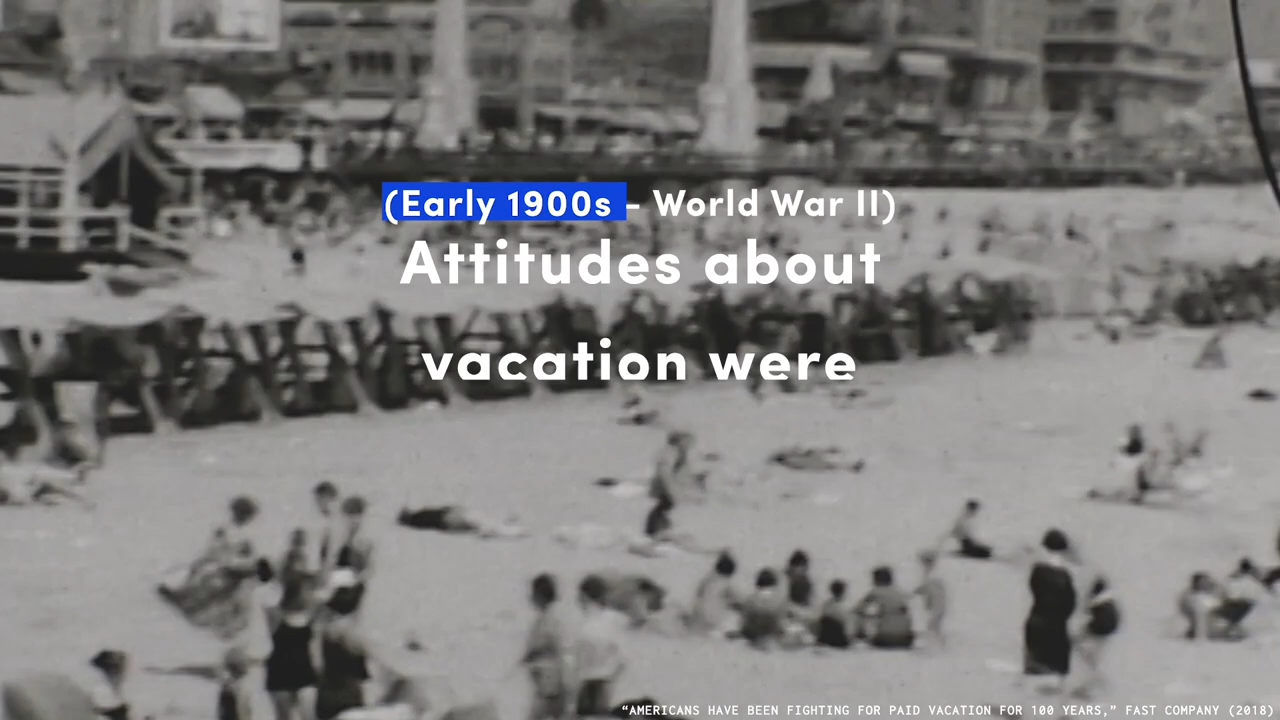 (Early 1900s - World War II)
Attitudes about
vacation were
“AMERICANS HAVE BEEN FIGHTING FOR PAID VACATION FOR 100 YEARS,” FAST COMPANY (2018)